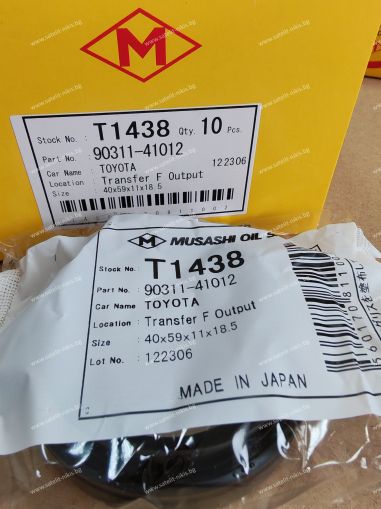 M
Stock No. : T1438 Qty. 10 Pcs.
Part No. : 90311-41012
Car Name : TOYOTA 122306
Location : Transfer F Output
Size : 40x59x11x18.5
M MUSASHI OIL S
Stock No. : T1438
Part No. : 90311-41012
Car Name : TOYOTA
Location : Transfer F Output
Size : 40x59x11x18.5
Lot No. : 122306
MADE IN JAPAN
www.satelit-nikis.bg